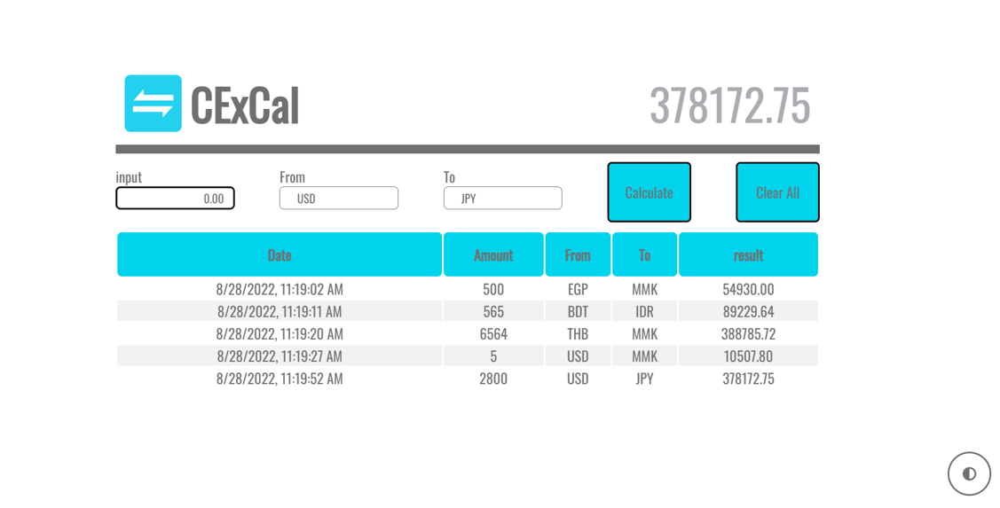 CExCal 378172.75
input From To
0.00 USD JPY Calculate Clear All
Date Amount From To result
8/28/2022, 11:19:02 AM 500 EGP MMK 54930.00
8/28/2022, 11:19:11 AM 565 BDT IDR 89229.64
8/28/2022, 11:19:20 AM 6564 THB MMK 388785.72
8/28/2022, 11:19:27 AM 5 USD MMK 10507.80
8/28/2022, 11:19:52 AM 2800 USD JPY 378172.75